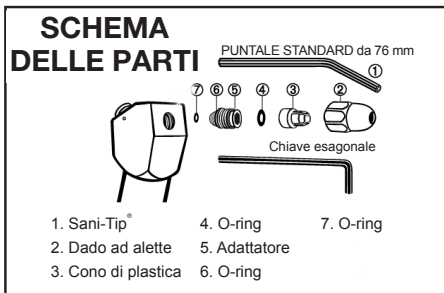 SCHEMA
DELLE PARTI
PUNTALE STANDARD da 76 mm
①
⑦ ⑥ ⑤ ④ ③ ②
Chiave esagonale
1. Sani-Tip® 4. O-ring 7. O-ring
2. Dado ad alette 5. Adattatore
3. Cono di plastica 6. O-ring